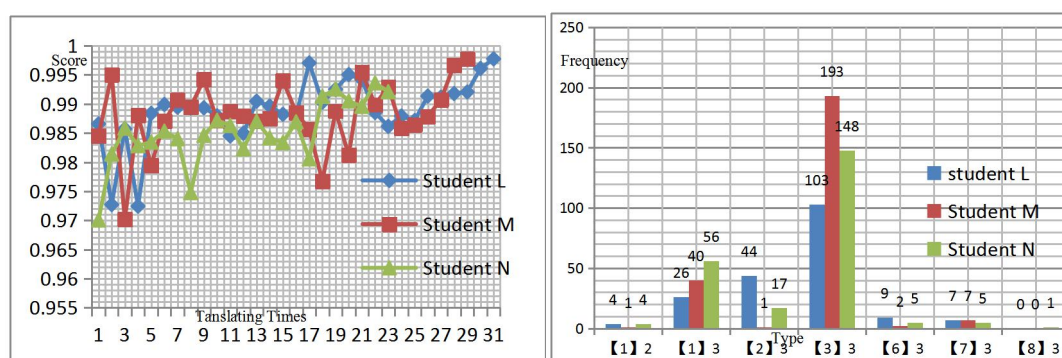 Score
1
0.995
0.99
0.985
0.98
0.975
0.97
0.965
0.96
0.955
Student L
Student M
Student N
Tanslating Times
1 3 5 7 9 11 13 15 17 19 21 23 25 27 29 31
Frequency
250
200
150
100
50
0
4 1 4
26 40 56
44 1 17
103 193 148
9 2 5
7 7 5
0 0 1
student L
Student M
Student N
Type
【1】2 【1】3 【2】3 【3】3 【6】3 【7】3 【8】3